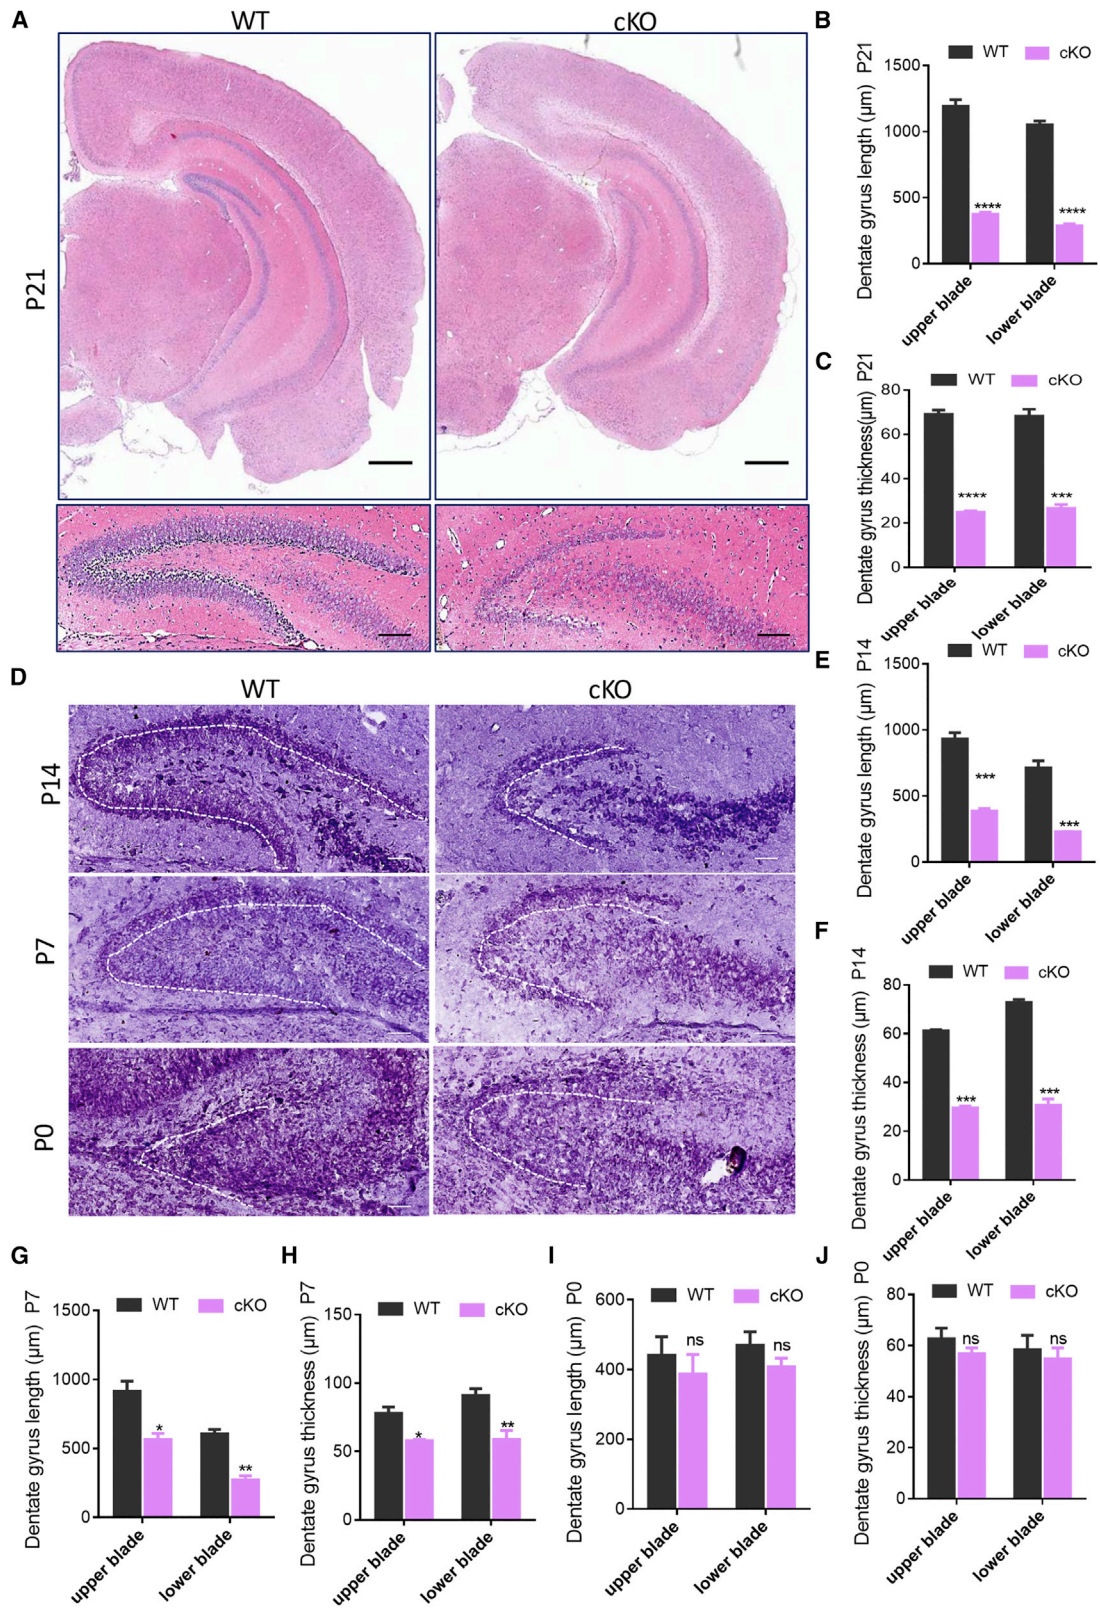 A
WT
cKO
P21
B
WT cKO
Dentate gyrus length (µm) P21
1500
1000
500
0
**** ****
upper blade
lower blade
C
WT cKO
Dentate gyrus thickness(µm) P21
80
60
40
20
0
**** ***
upper blade
lower blade
D
WT
cKO
P14
P7
P0
E
WT cKO
Dentate gyrus length (µm) P14
1500
1000
500
0
*** ***
upper blade
lower blade
F
WT cKO
Dentate gyrus thickness (µm) P14
80
60
40
20
0
*** ***
upper blade
lower blade
G
WT cKO
Dentate gyrus length (µm) P7
1500
1000
500
0
* **
upper blade
lower blade
H
WT cKO
Dentate gyrus thickness (µm) P7
150
100
50
0
* **
upper blade
lower blade
I
WT cKO
Dentate gyrus length (µm) P0
600
400
200
0
ns ns
upper blade
lower blade
J
WT cKO
Dentate gyrus thickness (µm) P0
80
60
40
20
0
ns ns
upper blade
lower blade